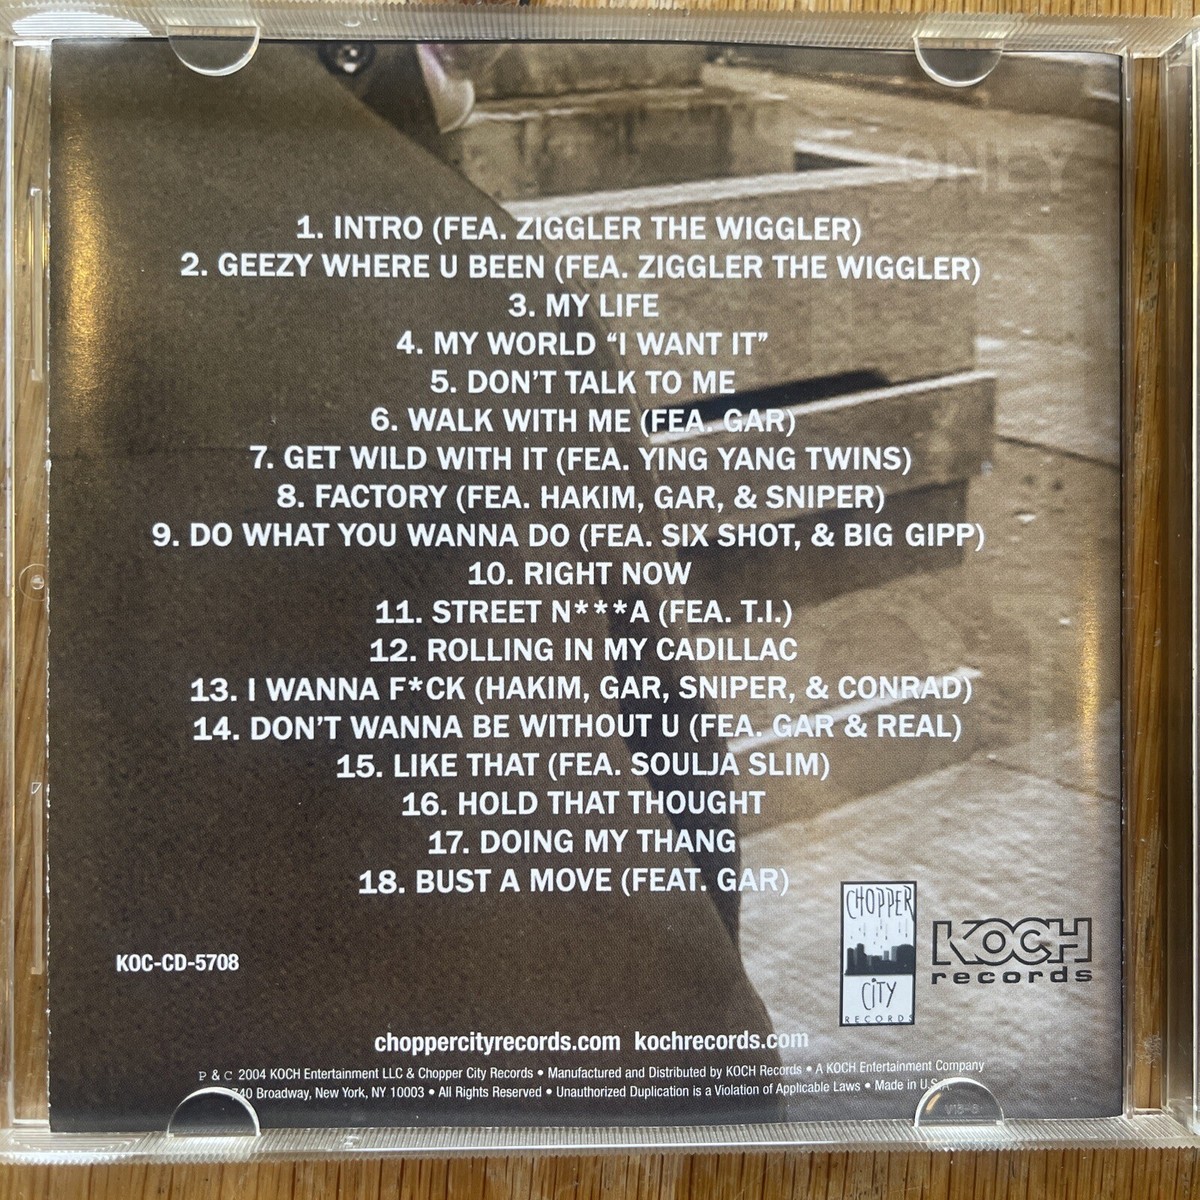 ONLY
1. INTRO (FEA. ZIGGLER THE WIGGLER)
2. GEEZY WHERE U BEEN (FEA. ZIGGLER THE WIGGLER)
3. MY LIFE
4. MY WORLD “I WANT IT”
5. DON'T TALK TO ME
6. WALK WITH ME (FEA. GAR)
7. GET WILD WITH IT (FEA. YING YANG TWINS)
8. FACTORY (FEA. HAKIM, GAR, & SNIPER)
9. DO WHAT YOU WANNA DO (FEA. SIX SHOT, & BIG GIPP)
10. RIGHT NOW
11. STREET N***A (FEA. T.I.)
12. ROLLING IN MY CADILLAC
13. I WANNA F*CK (HAKIM, GAR, SNIPER, & CONRAD)
14. DON'T WANNA BE WITHOUT U (FEA. GAR & REAL)
15. LIKE THAT (FEA. SOULJA SLIM)
16. HOLD THAT THOUGHT
17. DOING MY THANG
18. BUST A MOVE (FEAT. GAR)
KOC-CD-5708
CHOPPER
CITY
RECORDS
KOCH
records
choppercityrecords.com kochrecords.com
P & C 2004 KOCH Entertainment LLC & Chopper City Records • Manufactured and Distributed by KOCH Records • A KOCH Entertainment Company
740 Broadway, New York, NY 10003 • All Rights Reserved • Unauthorized Duplication is a Violation of Applicable Laws • Made in U.S.A.